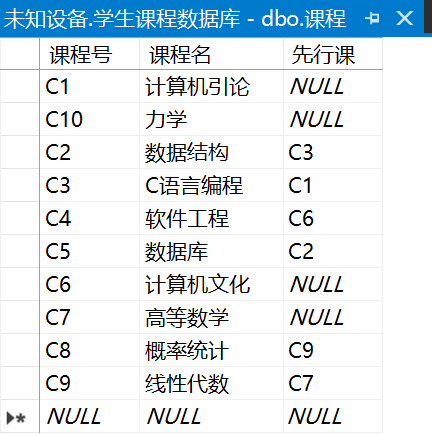 未知设备.学生课程数据库 - dbo.课程
课程号 课程名 先行课
C1 计算机引论 NULL
C10 力学 NULL
C2 数据结构 C3
C3 C语言编程 C1
C4 软件工程 C6
C5 数据库 C2
C6 计算机文化 NULL
C7 高等数学 NULL
C8 概率统计 C9
C9 线性代数 C7
NULL NULL NULL